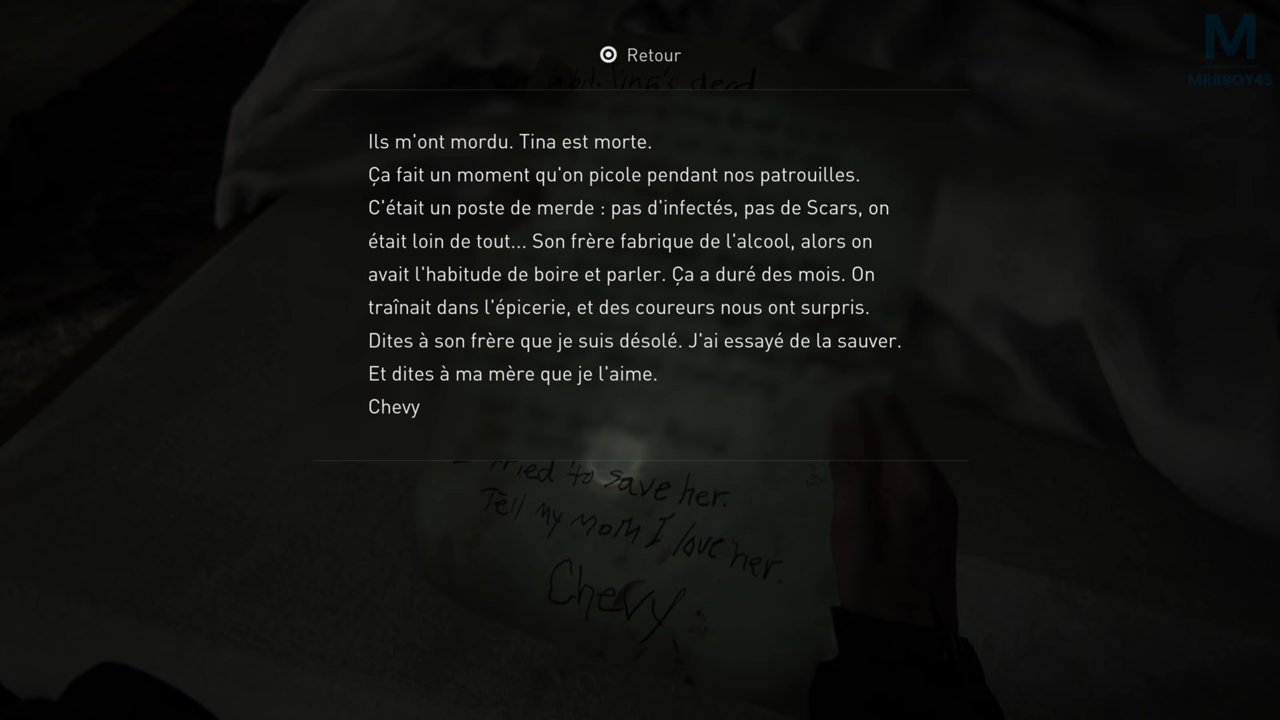 M
MB6BOY45
Retour
Tina's dead
Ils m'ont mordu. Tina est morte.
Ça fait un moment qu'on picole pendant nos patrouilles.
C'était un poste de merde : pas d'infectés, pas de Scars, on
était loin de tout... Son frère fabrique de l'alcool, alors on
avait l'habitude de boire et parler. Ça a duré des mois. On
traînait dans l'épicerie, et des coureurs nous ont surpris.
Dites à son frère que je suis désolé. J'ai essayé de la sauver.
Et dites à ma mère que je l'aime.
Chevy
I tried to save her.
Tell my mom I love her.
Chevy